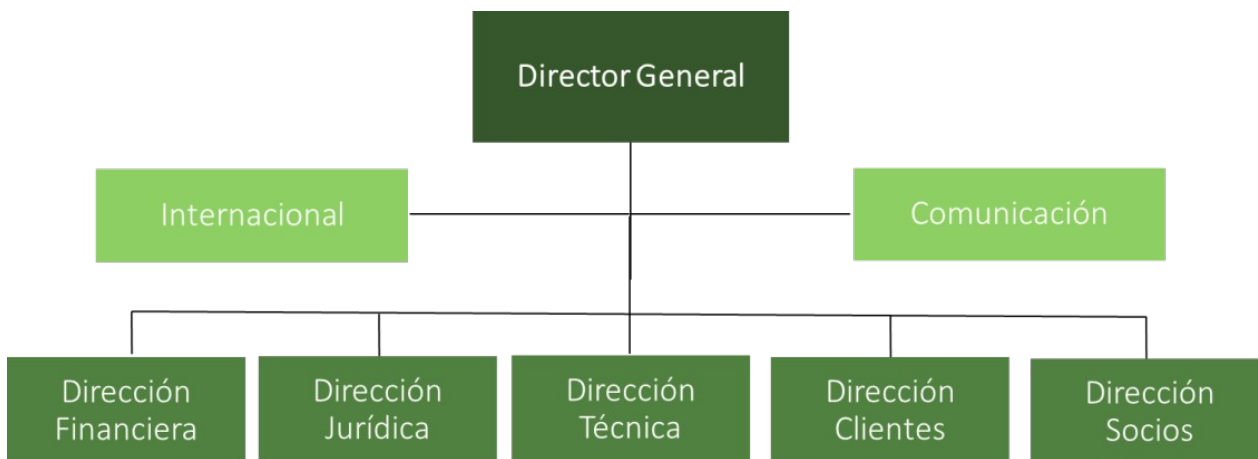 Director General
Internacional
Comunicación
Dirección
Financiera
Dirección
Jurídica
Dirección
Técnica
Dirección
Clientes
Dirección
Socios